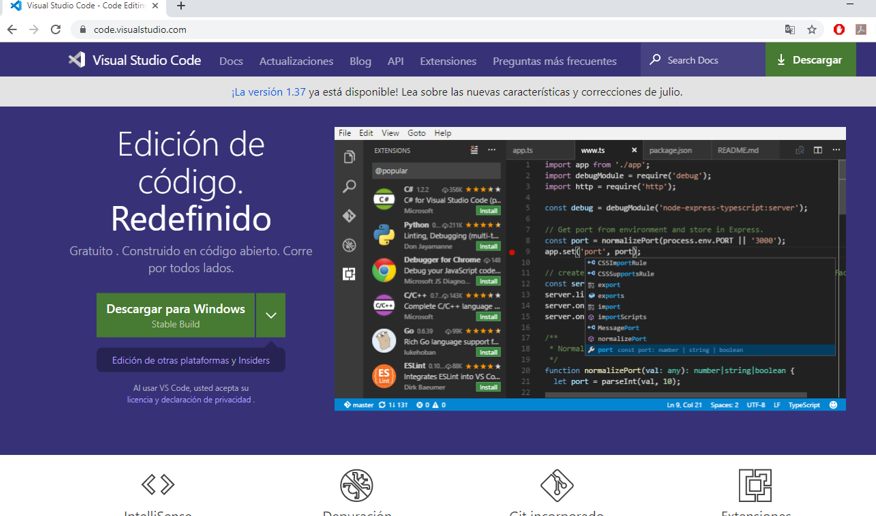 Visual Studio Code - Code Editin
code.visualstudio.com
Visual Studio Code
Docs
Actualizaciones
Blog
API
Extensiones
Preguntas más frecuentes
Search Docs
Descargar
¡La versión 1.37 ya está disponible! Lea sobre las nuevas características y correcciones de julio.
Edición de
código.
Redefinido
Gratuito . Construido en código abierto. Corre
por todos lados.
Descargar para Windows
Stable Build
Edición de otras plataformas y Insiders
Al usar VS Code, usted acepta su
licencia y declaración de privacidad .
File Edit View Goto Help
EXTENSIONS
@popular
C# 1.2.2 356K
C# for Visual Studio Code (p...
Microsoft
Install
Python 0.... 211K
Linting, Debugging (multi-t...
Don Jayamanne
Install
Debugger for Chrome 148
Debug your JavaScript code...
Microsoft JS Diagno...
Install
C/C++ 0.7... 143K
Complete C/C++ language ...
Microsoft
Install
Go 0.6.39 99K
Rich Go language support f...
lukehoban
Install
ESLint 0.10... 88K
Integrates ESLint into VS Co...
Dirk Baeumer
Install
app.ts
www.ts
package.json
README.md
1 import app from './app';
2 import debugModule = require('debug');
3 import http = require('http');
4
5 const debug = debugModule('node-express-typescript:server');
6
7 // Get port from environment and store in Express.
8 const port = normalizePort(process.env.PORT || '3000');
9 app.set('port', port);
10
11 // create
12 const ser
13 server.li
14 server.on
15 server.on
16
17 /**
18 * Normal
19 */
20 function normalizePort(val: any): number|string|boolean {
21 let port = parseInt(val, 10);
22
CSSImportRule
CSSSupportsRule
export
exports
import
importScripts
MessagePort
normalizePort
port const port: number | string | boolean
master
0 0
Ln 9, Col 21
Spaces: 2
UTF-8
LF
TypeScript
IntelliSense
Depuración
Git incorporado
Extensiones